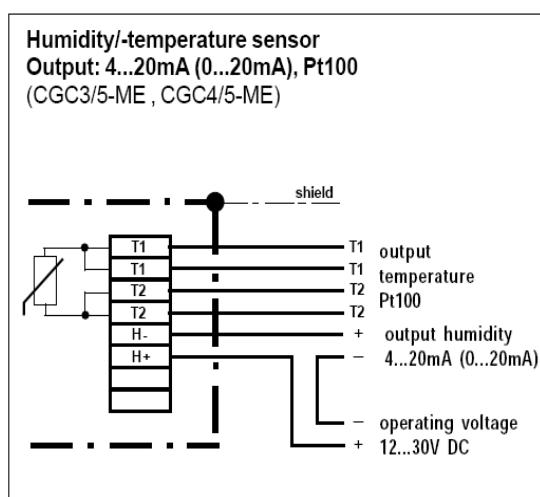 Humidity/-temperature sensor
Output: 4...20mA (0...20mA), Pt100
(CGC3/5-ME , CGC4/5-ME)
shield
T1
T1
T2
T2
H-
H+
T1
T1
T2
T2
output
temperature
Pt100
+ output humidity
– 4...20mA (0...20mA)
– operating voltage
+ 12...30V DC